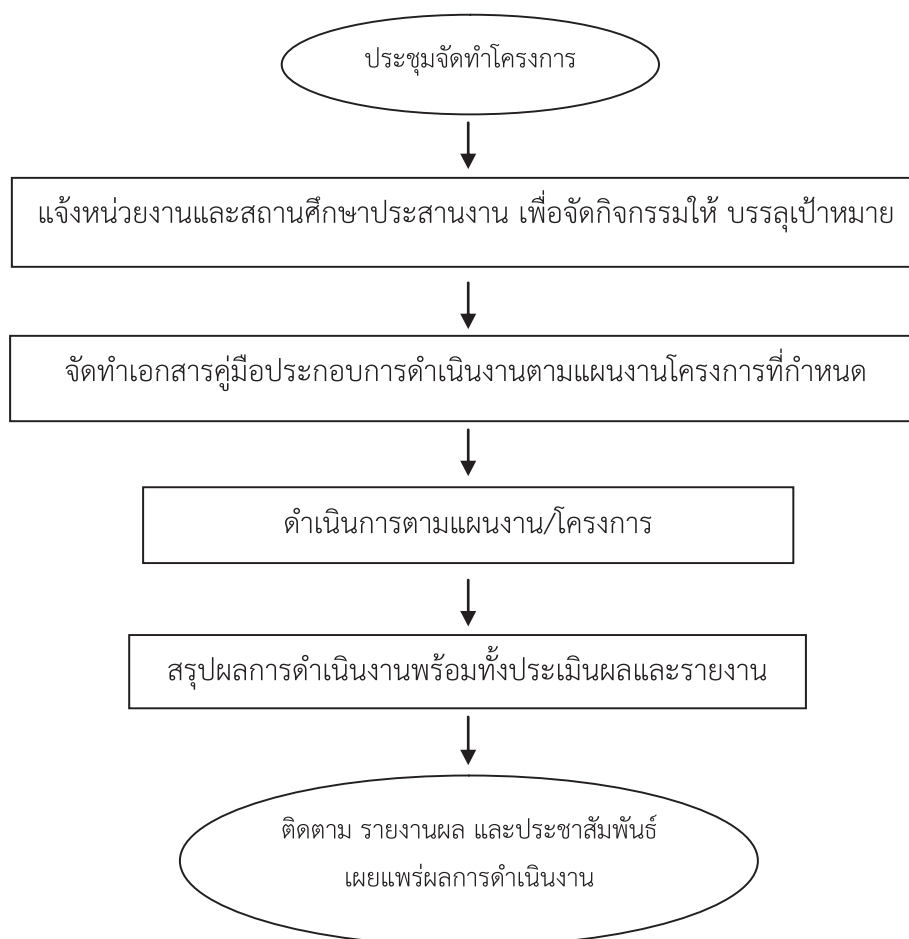 ประชุมจัดทำโครงการ
แจ้งหน่วยงานและสถานศึกษาประสานงาน เพื่อจัดกิจกรรมให้ บรรลุเป้าหมาย
จัดทำเอกสารคู่มือประกอบการดำเนินงานตามแผนงานโครงการที่กำหนด
ดำเนินการตามแผนงาน/โครงการ
สรุปผลการดำเนินงานพร้อมทั้งประเมินผลและรายงาน
ติดตาม รายงานผล และประชาสัมพันธ์
เผยแพร่ผลการดำเนินงาน